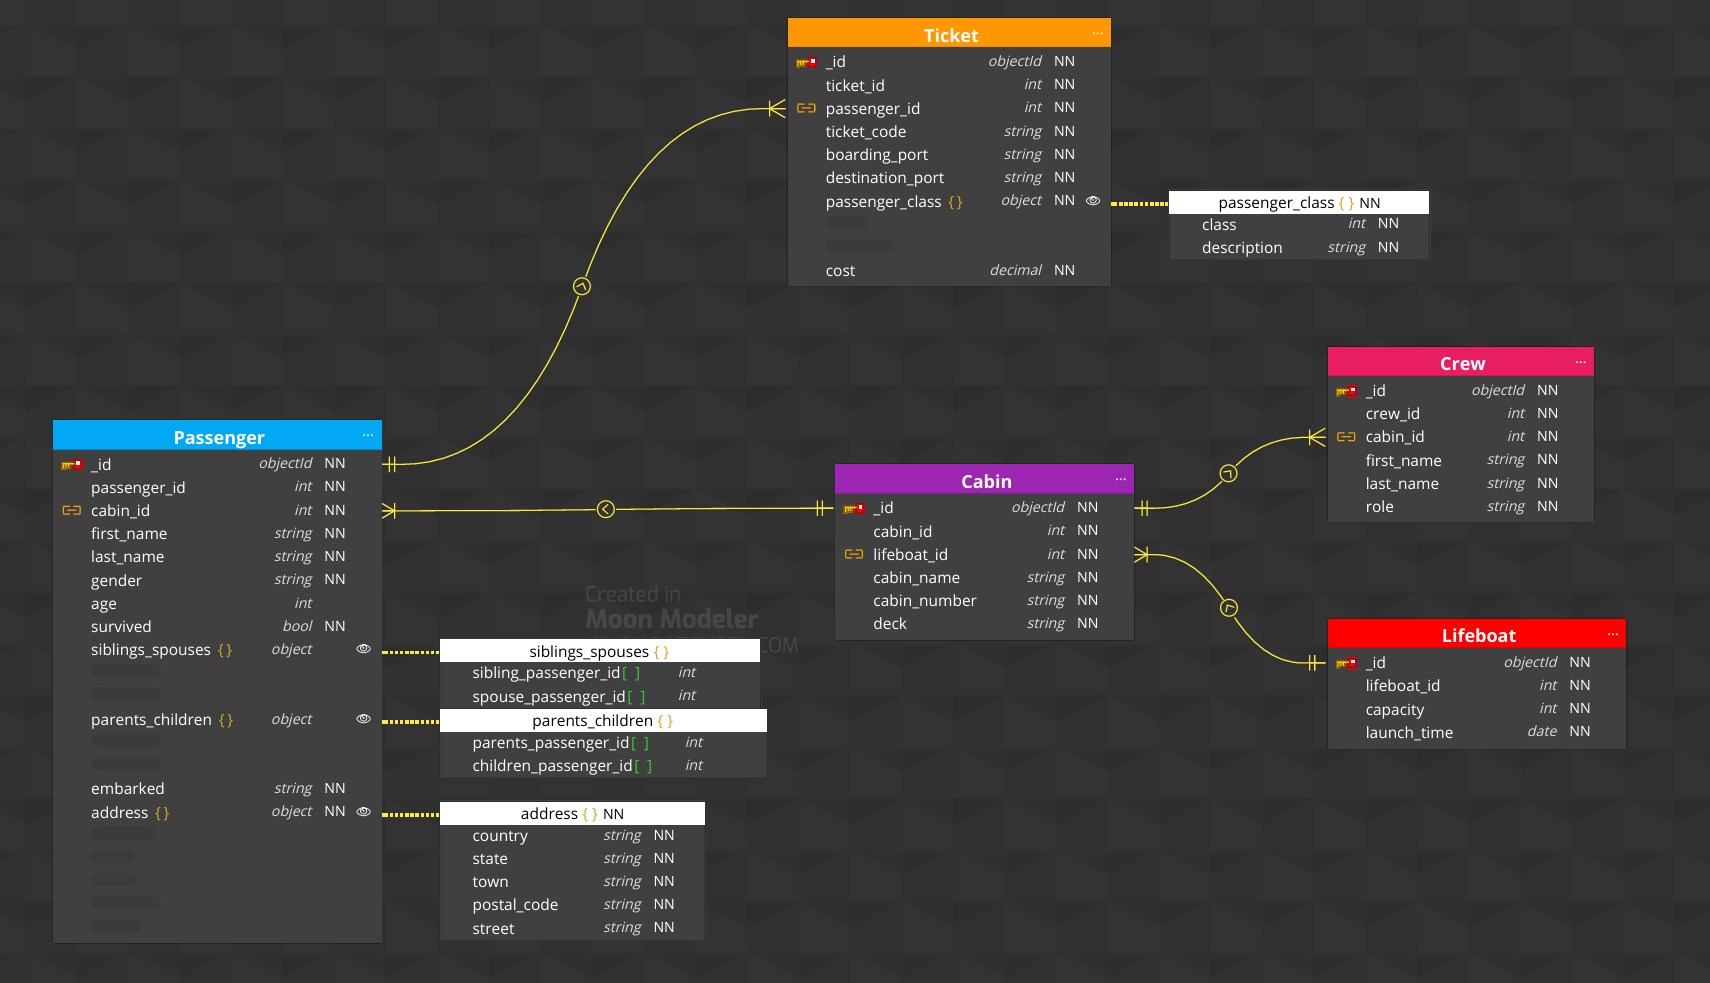 Ticket ...
_id objectId NN
ticket_id int NN
passenger_id int NN
ticket_code string NN
boarding_port string NN
destination_port string NN
passenger_class { } object NN
cost decimal NN
passenger_class { } NN
class int NN
description string NN
Crew ...
_id objectId NN
crew_id int NN
cabin_id int NN
first_name string NN
last_name string NN
role string NN
Passenger ...
_id objectId NN
passenger_id int NN
cabin_id int NN
first_name string NN
last_name string NN
gender string NN
age int
survived bool NN
siblings_spouses { } object
parents_children { } object
embarked string NN
address { } object NN
Cabin ...
_id objectId NN
cabin_id int NN
lifeboat_id int NN
cabin_name string NN
cabin_number string NN
deck string NN
Created in
Moon Modeler
siblings_spouses { }
sibling_passenger_id[ ] int
spouse_passenger_id[ ] int
parents_children { }
parents_passenger_id[ ] int
children_passenger_id[ ] int
address { } NN
country string NN
state string NN
town string NN
postal_code string NN
street string NN
Lifeboat ...
_id objectId NN
lifeboat_id int NN
capacity int NN
launch_time date NN